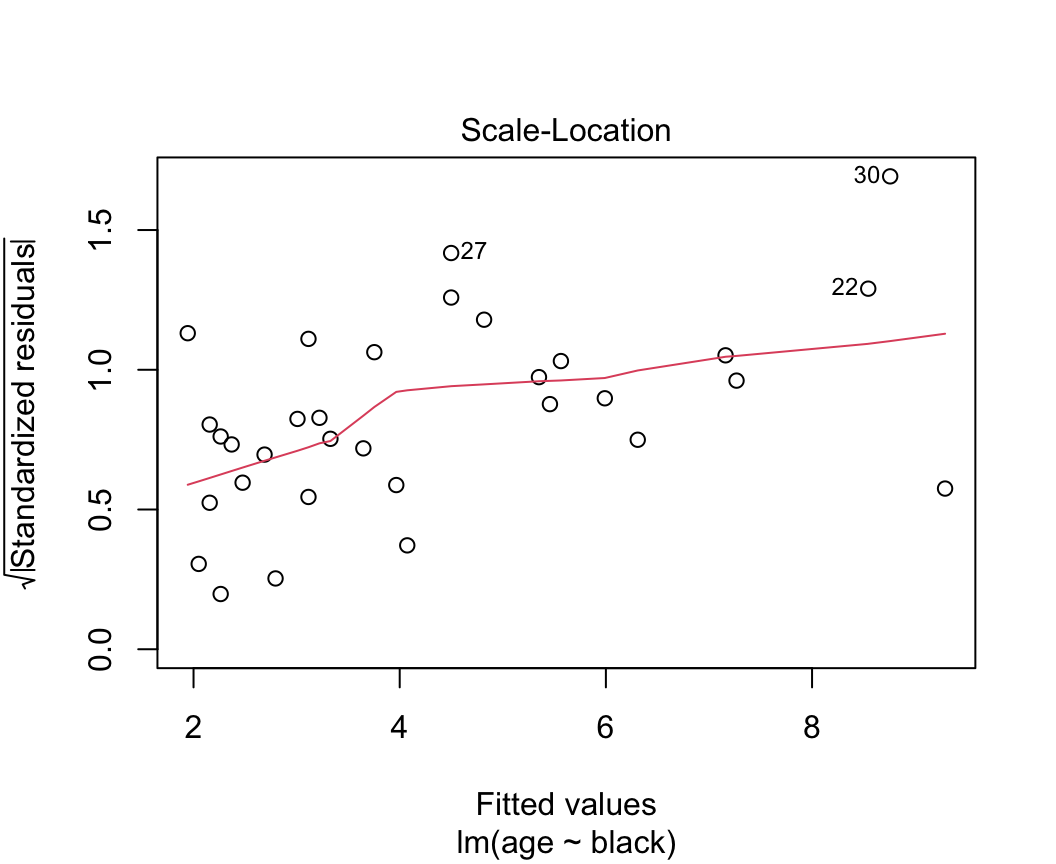 Scale-Location
√|Standardized residuals|
1.5
1.0
0.5
0.0
30
27
22
2 4 6 8
Fitted values
lm(age ~ black)